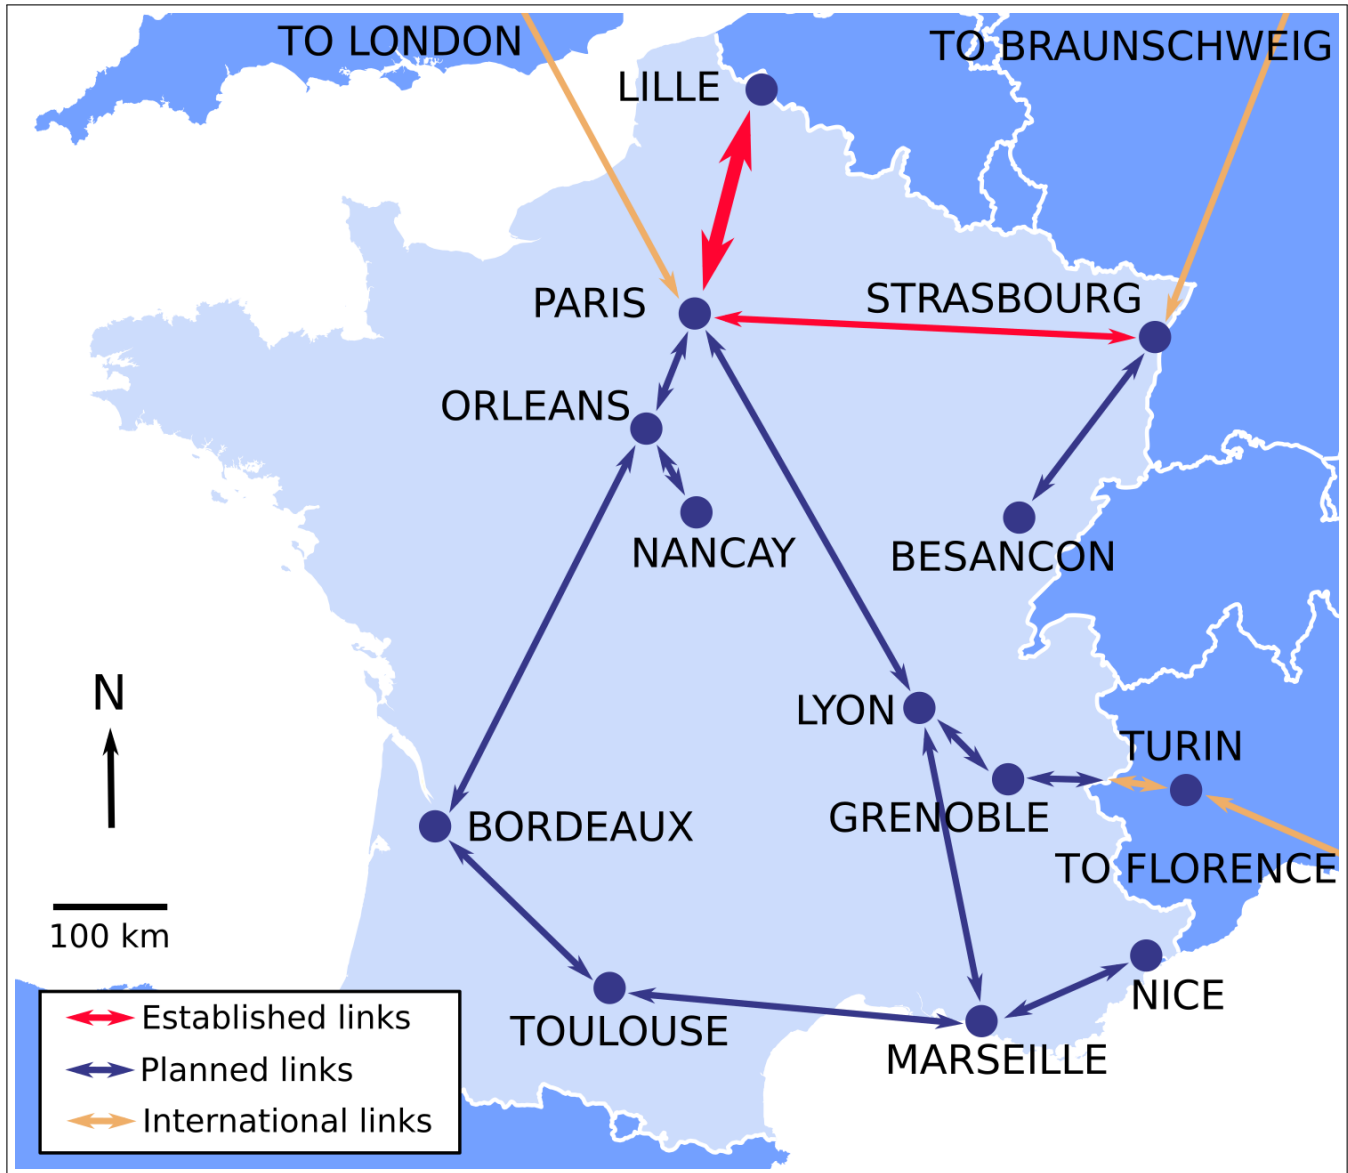 TO LONDON
TO BRAUNSCHWEIG
LILLE
PARIS
STRASBOURG
ORLEANS
NANCAY
BESANCON
N
LYON
TURIN
GRENOBLE
BORDEAUX
TO FLORENCE
100 km
NICE
TOULOUSE
MARSEILLE
Established links
Planned links
International links